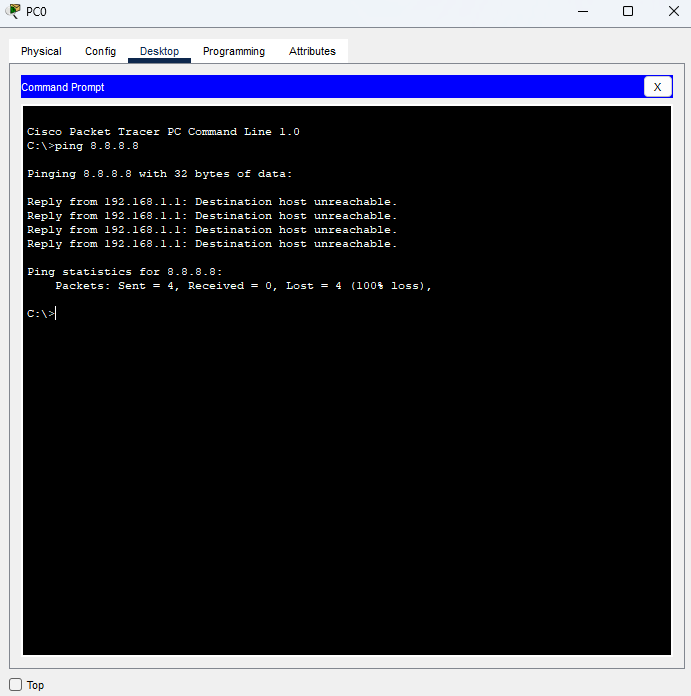 PC0
Physical Config Desktop Programming Attributes
Command Prompt X
Cisco Packet Tracer PC Command Line 1.0
C:\>ping 8.8.8.8
Pinging 8.8.8.8 with 32 bytes of data:
Reply from 192.168.1.1: Destination host unreachable.
Reply from 192.168.1.1: Destination host unreachable.
Reply from 192.168.1.1: Destination host unreachable.
Reply from 192.168.1.1: Destination host unreachable.
Ping statistics for 8.8.8.8:
Packets: Sent = 4, Received = 0, Lost = 4 (100% loss),
C:\>
Top